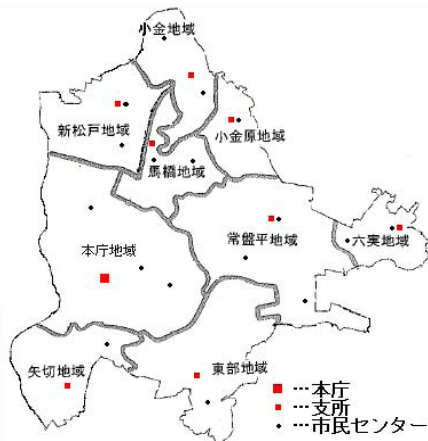 小金地域
新松戸地域
小金原地域
馬橋地域
本庁地域
常盤平地域
六実地域
矢切地域
東部地域
■…本庁
■…支所
◆…市民センター